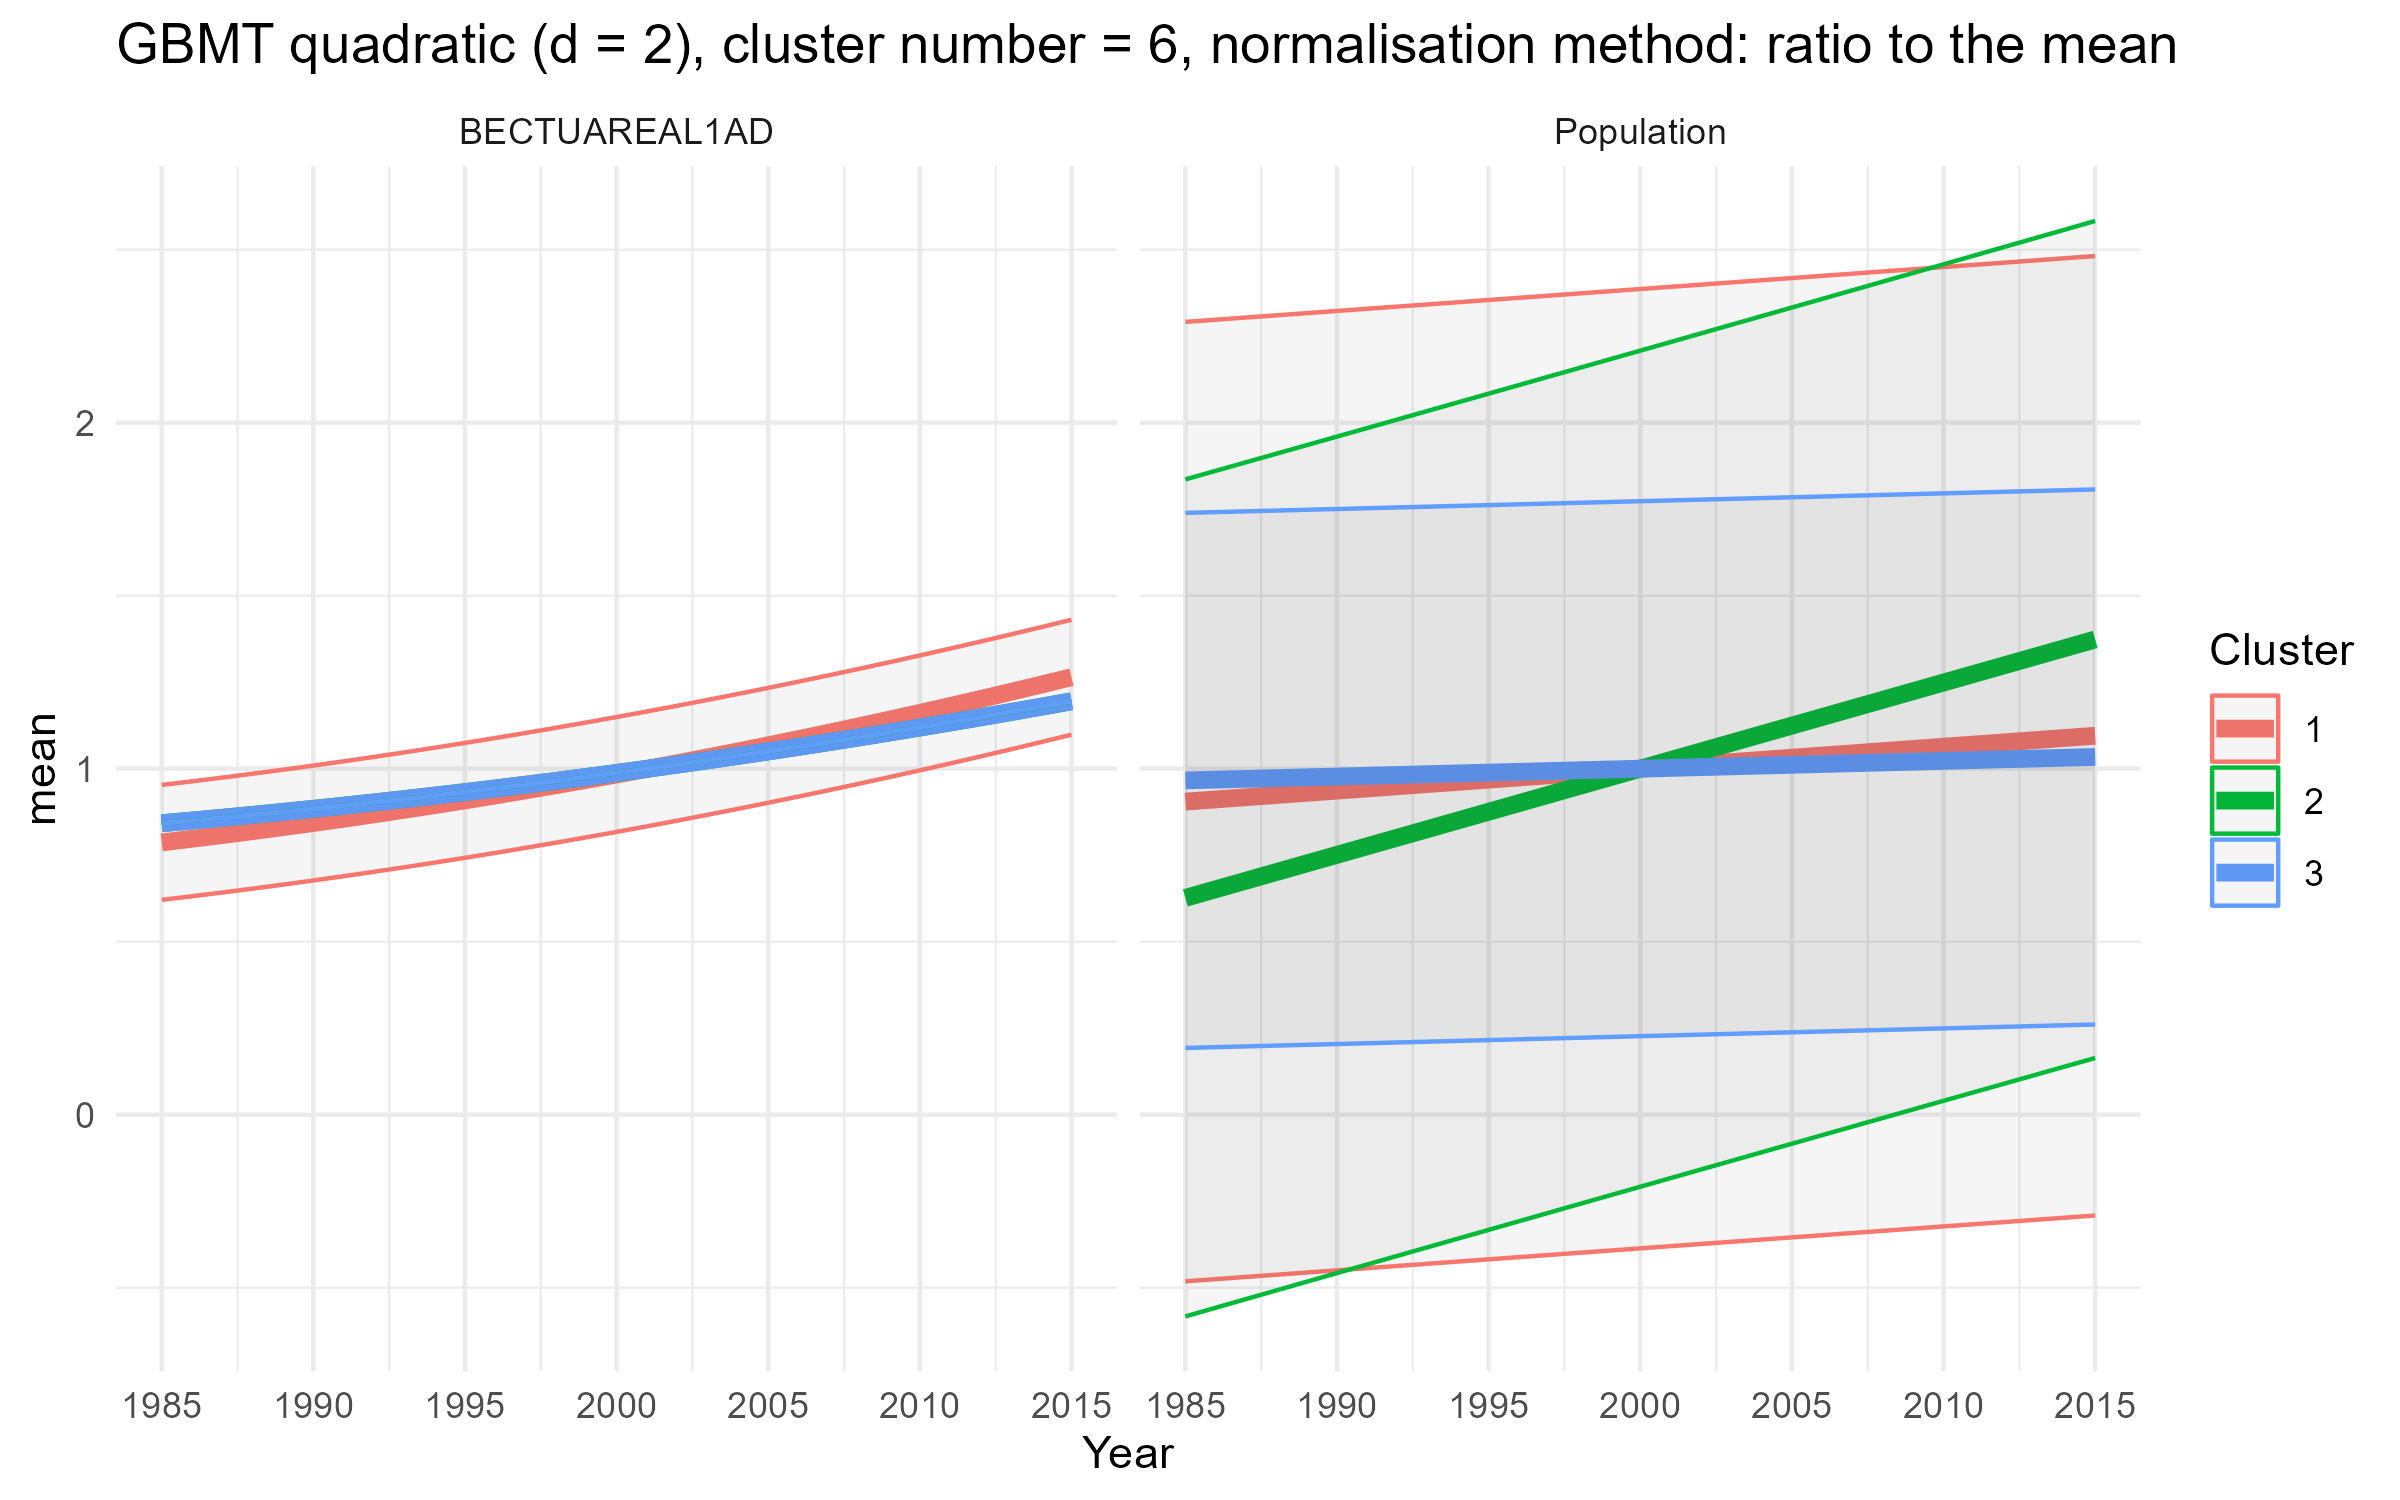 GBMT quadratic (d = 2), cluster number = 6, normalisation method: ratio to the mean
BECTUAREAL1AD
Population
mean
2
1
0
1985 1990 1995 2000 2005 2010 2015
1985 1990 1995 2000 2005 2010 2015
Year
Cluster
1
2
3